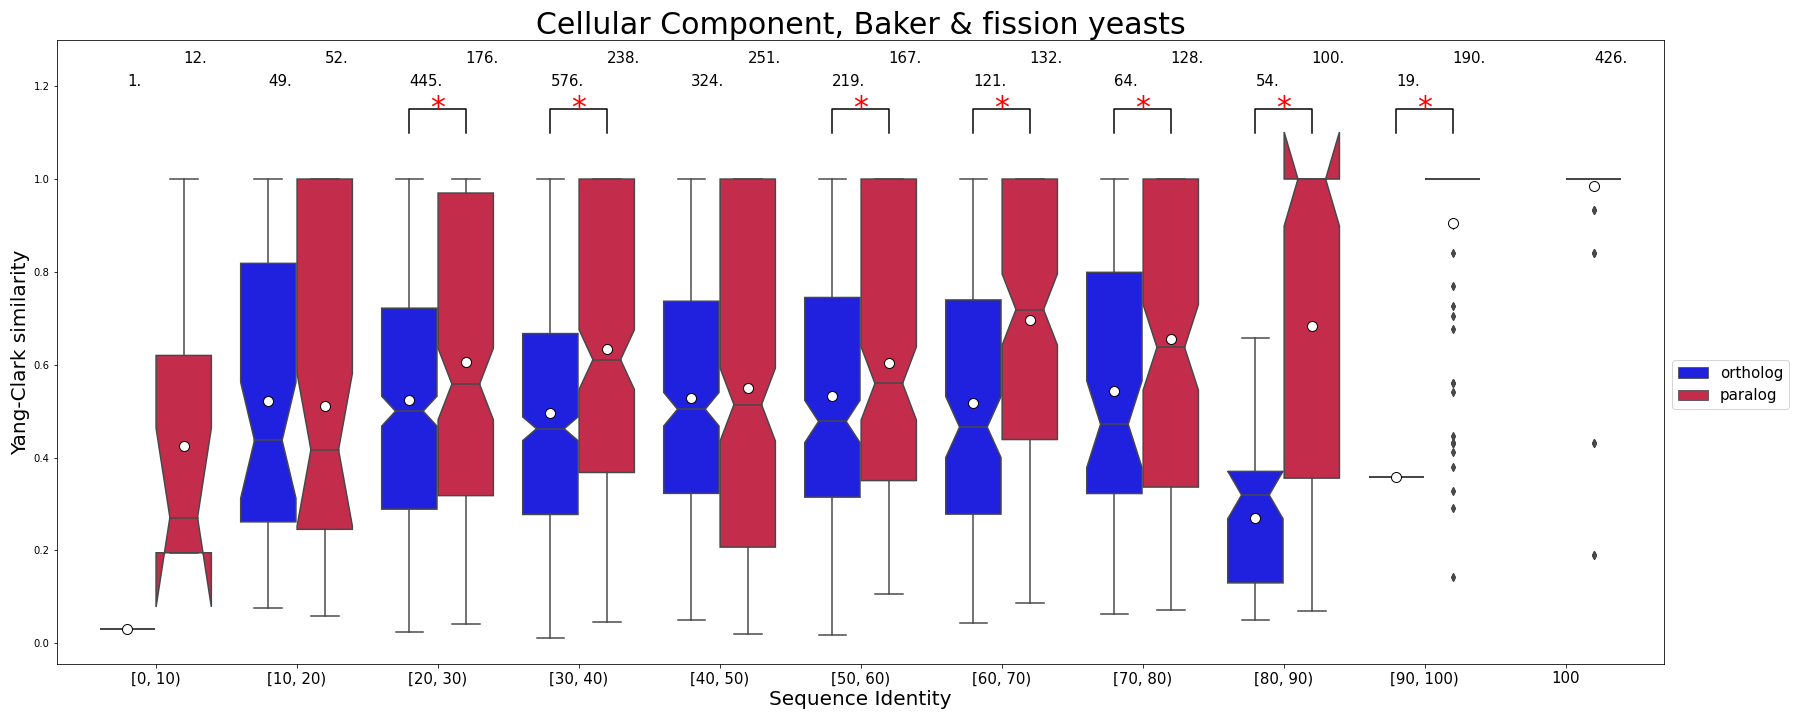 Cellular Component, Baker & fission yeasts
12. 52. 176. 238. 251. 167. 132. 128. 100. 190. 426.
1. 49. 445. 576. 324. 219. 121. 64. 54. 19.
* * * * * * *
1.2
1.0
0.8
0.6
0.4
0.2
0.0
Yang-Clark similarity
ortholog
paralog
[0, 10) [10, 20) [20, 30) [30, 40) [40, 50) [50, 60) [60, 70) [70, 80) [80, 90) [90, 100) 100
Sequence Identity